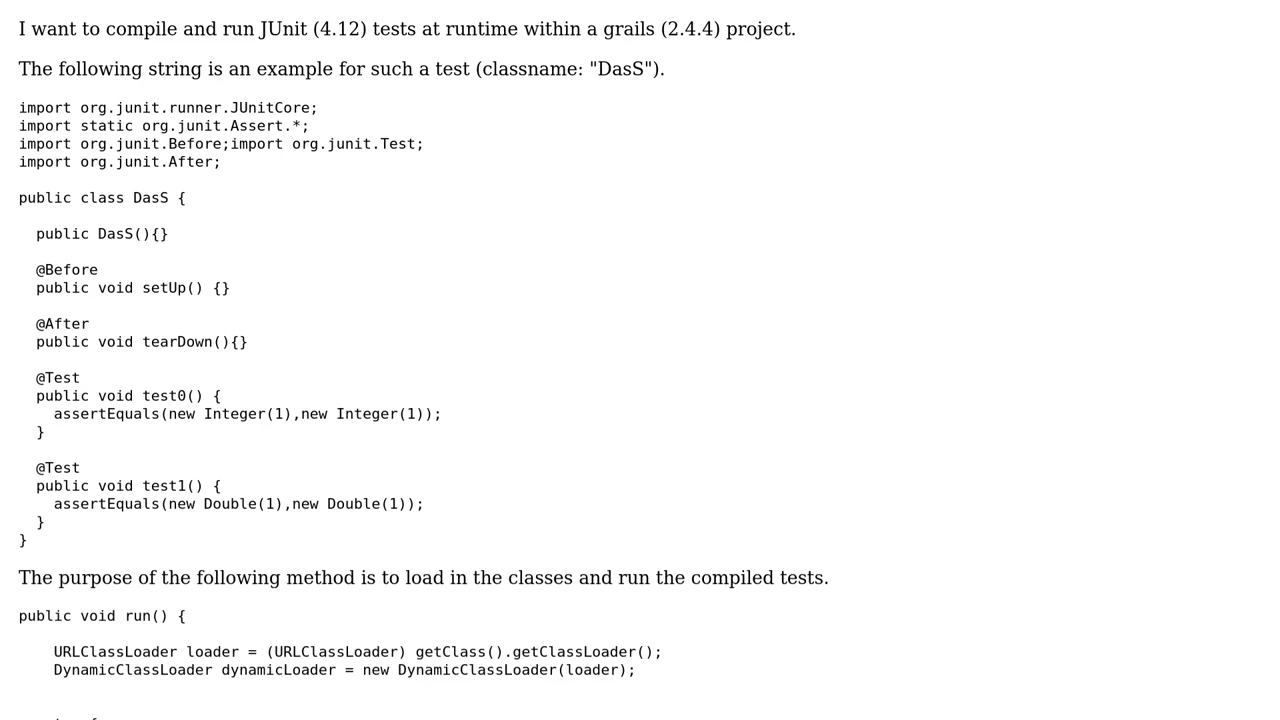 I want to compile and run JUnit (4.12) tests at runtime within a grails (2.4.4) project.
The following string is an example for such a test (classname: "DasS").
import org.junit.runner.JUnitCore;
import static org.junit.Assert.*;
import org.junit.Before;import org.junit.Test;
import org.junit.After;
public class DasS {
public DasS(){}
@Before
public void setUp() {}
@After
public void tearDown(){}
@Test
public void test0() {
assertEquals(new Integer(1),new Integer(1));
}
@Test
public void test1() {
assertEquals(new Double(1),new Double(1));
}
}
The purpose of the following method is to load in the classes and run the compiled tests.
public void run() {
URLClassLoader loader = (URLClassLoader) getClass().getClassLoader();
DynamicClassLoader dynamicLoader = new DynamicClassLoader(loader);